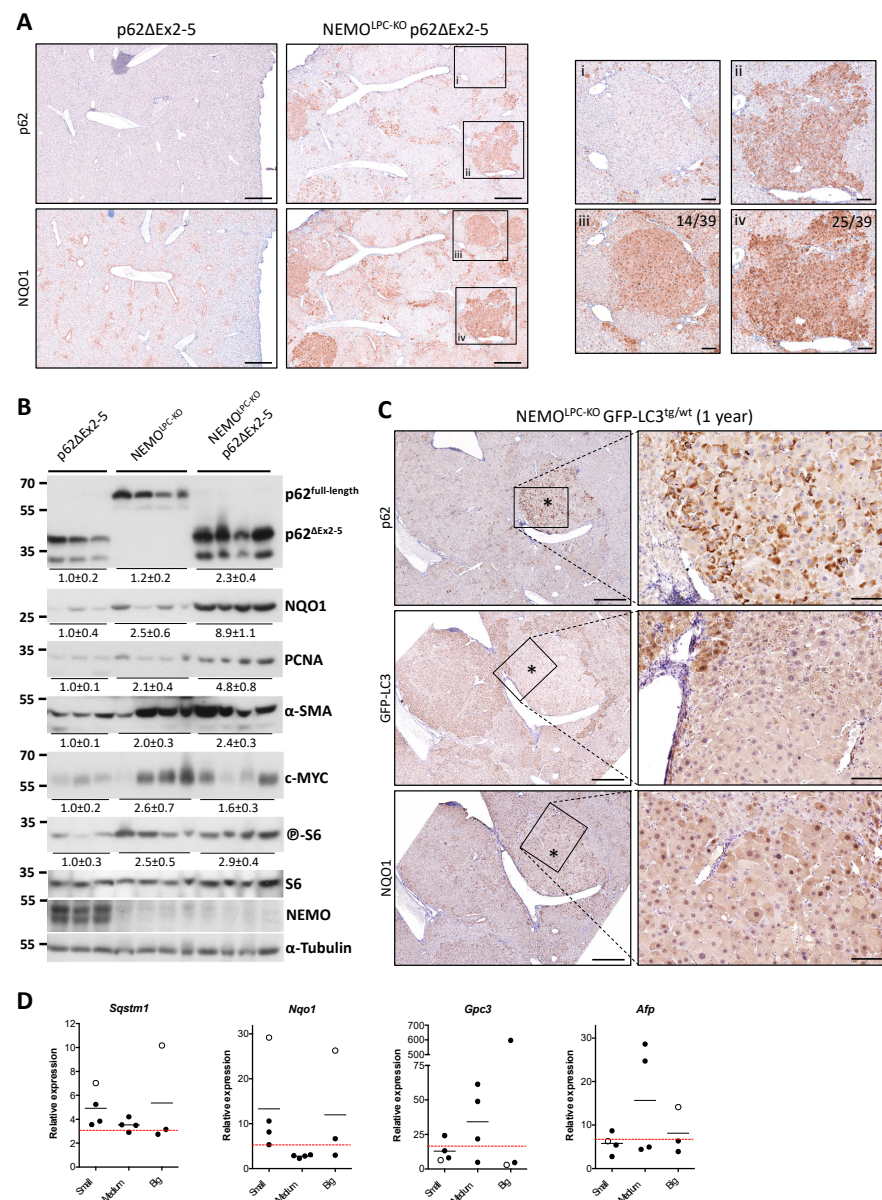 A
p62ΔEx2-5
NEMO^LPC-KO p62ΔEx2-5
p62
NQO1
i
ii
iii
iv
i
ii
iii
14/39
iv
25/39
B
p62ΔEx2-5
NEMO^LPC-KO
NEMO^LPC-KO
p62ΔEx2-5
70
55
35
p62^full-length
p62^ΔEx2-5
1.0±0.2 1.2±0.2 2.3±0.4
25
NQO1
1.0±0.4 2.5±0.6 8.9±1.1
35
PCNA
1.0±0.1 2.1±0.4 4.8±0.8
55
α-SMA
1.0±0.1 2.0±0.3 2.4±0.3
70
55
c-MYC
1.0±0.2 2.6±0.7 1.6±0.3
35
Ⓟ-S6
1.0±0.3 2.5±0.5 2.9±0.4
35
S6
55
NEMO
55
α-Tubulin
C
NEMO^LPC-KO GFP-LC3^tg/wt (1 year)
p62
*
GFP-LC3
*
NQO1
*
D
Sqstm1
Relative expression
12
10
8
6
4
2
0
Small
Medium
Big
Nqo1
Relative expression
30
20
10
0
Small
Medium
Big
Gpc3
Relative expression
700
600
500
75
50
25
0
Small
Medium
Big
Afp
Relative expression
30
20
10
0
Small
Medium
Big